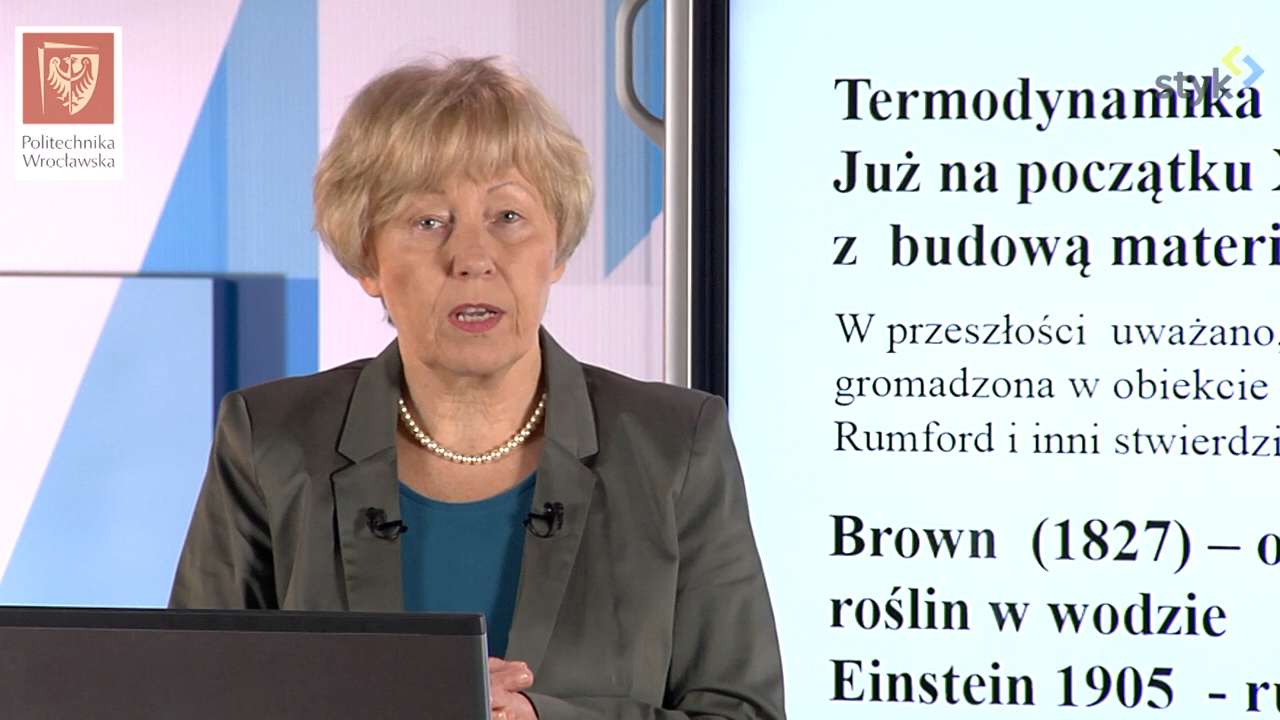 Politechnika
Wrocławska
styk
Termodynamika
Już na początku
z budową materi
W przeszłości uważano,
gromadzona w obiekcie
Rumford i inni stwierdzi
Brown (1827) – o
roślin w wodzie
Einstein 1905 - ru